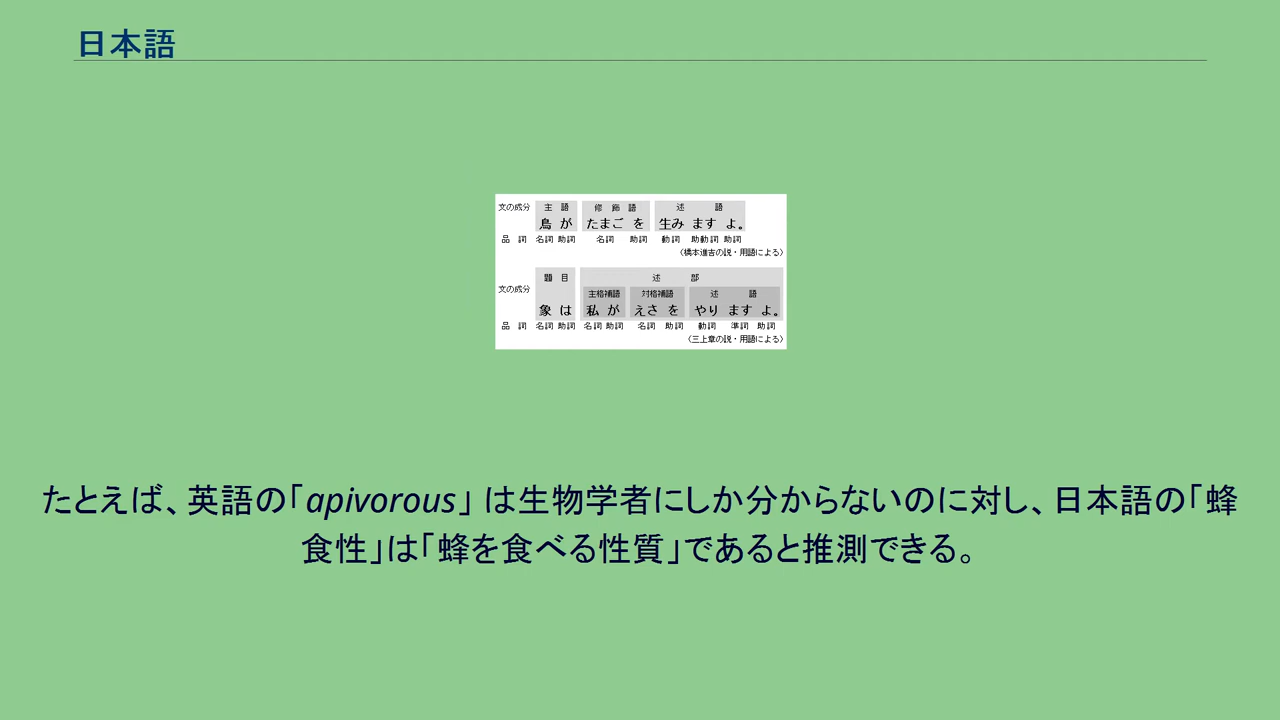 日本語
文の成分 主語 修飾語 述語
鳥が たまごを 生みますよ。
品詞 名詞 助詞 名詞 助詞 動詞 助動詞 助詞
(橋本進吉の説・用語による)
題目 述部
文の成分 主格補語 対格補語 述語
象は 私が えさを やりますよ。
品詞 名詞 助詞 名詞 助詞 名詞 助詞 動詞 準詞 助詞
(三上章の説・用語による)
たとえば、英語の「apivorous」は生物学者にしか分からないのに対し、日本語の「蜂
食性」は「蜂を食べる性質」であると推測できる。